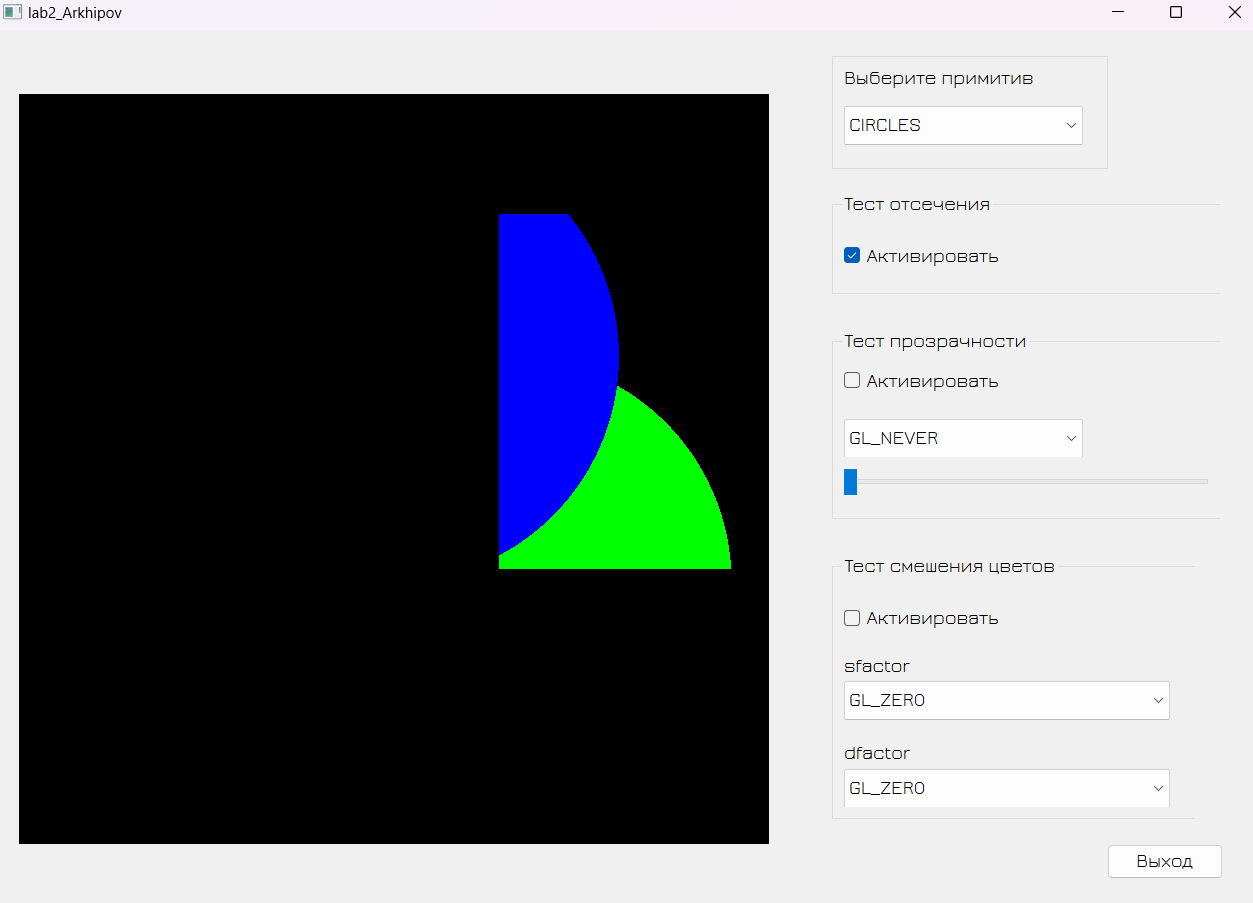 lab2_Arkhipov
Выберите примитив
CIRCLES
Тест отсечения
Активировать
Тест прозрачности
Активировать
GL_NEVER
Тест смешения цветов
Активировать
sfactor
GL_ZERO
dfactor
GL_ZERO
Выход